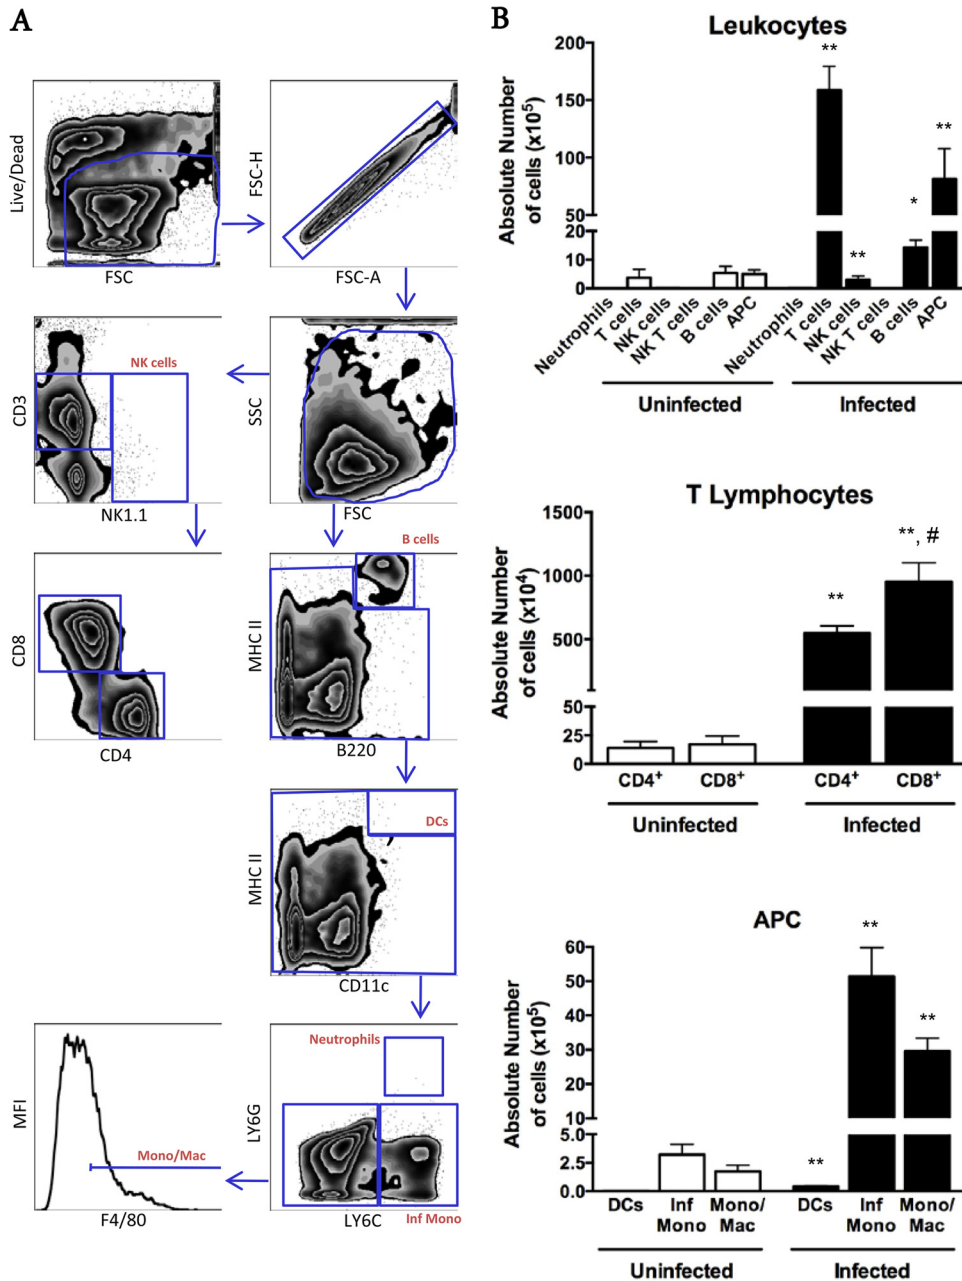 A
Live/Dead
FSC
FSC-H
FSC-A
CD3
NK cells
NK1.1
SSC
FSC
CD8
CD4
B cells
MHC II
B220
DCs
MHC II
CD11c
MFI
Mono/Mac
F4/80
Neutrophils
LY6G
LY6C
Inf Mono
B
Leukocytes
Absolute Number
of cells (x10⁵)
200
150
100
50
20
10
0
**
**
*
**
Neutrophils
T cells
NK cells
NK T cells
B cells
APC
Neutrophils
T cells
NK cells
NK T cells
B cells
APC
Uninfected
Infected
T Lymphocytes
Absolute Number
of cells (x10⁴)
1500
1000
500
50
25
0
**
**, #
CD4⁺
CD8⁺
CD4⁺
CD8⁺
Uninfected
Infected
APC
Absolute Number
of cells (x10⁵)
60
50
40
30
20
10
5.0
2.5
0.0
**
**
**
DCs
Inf
Mono
Mono/
Mac
DCs
Inf
Mono
Mono/
Mac
Uninfected
Infected